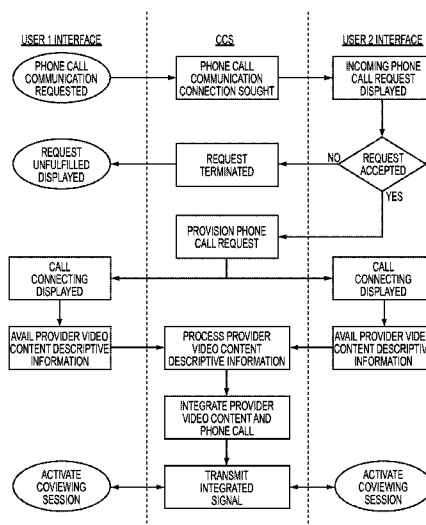 USER 1 INTERFACE
CCS
USER 2 INTERFACE
PHONE CALL
COMMUNICATION
REQUESTED
PHONE CALL
COMMUNICATION
CONNECTION SOUGHT
INCOMING PHONE
CALL REQUEST
DISPLAYED
REQUEST
UNFULFILLED
DISPLAYED
REQUEST
TERMINATED
NO
REQUEST
ACCEPTED
YES
PROVISION PHONE
CALL REQUEST
CALL
CONNECTING
DISPLAYED
CALL
CONNECTING
DISPLAYED
AVAIL PROVIDER VIDEO
CONTENT DESCRIPTIVE
INFORMATION
PROCESS PROVIDER
VIDEO CONTENT
DESCRIPTIVE INFORMATION
AVAIL PROVIDER VIDEO
CONTENT DESCRIPTIVE
INFORMATION
INTEGRATE PROVIDER
VIDEO CONTENT AND
PHONE CALL
ACTIVATE
COVIEWING
SESSION
TRANSMIT
INTEGRATED
SIGNAL
ACTIVATE
COVIEWING
SESSION